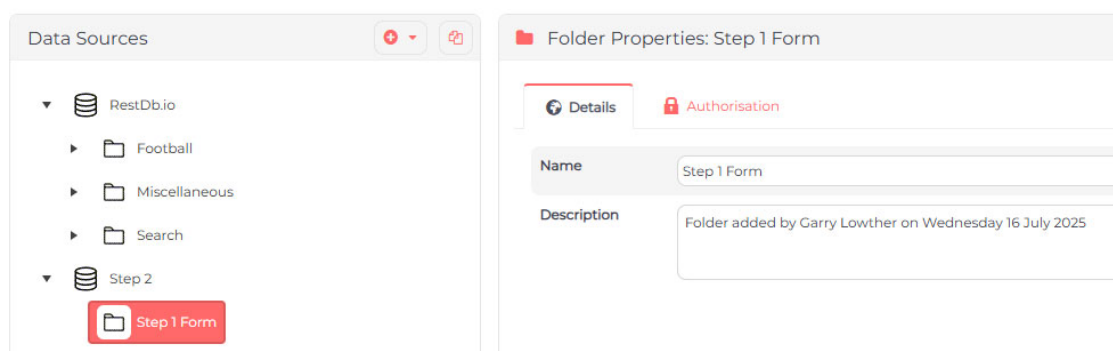 Data Sources
RestDb.io
Football
Miscellaneous
Search
Step 2
Step 1 Form
Folder Properties: Step 1 Form
Details
Authorisation
Name
Step 1 Form
Description
Folder added by Garry Lowther on Wednesday 16 July 2025